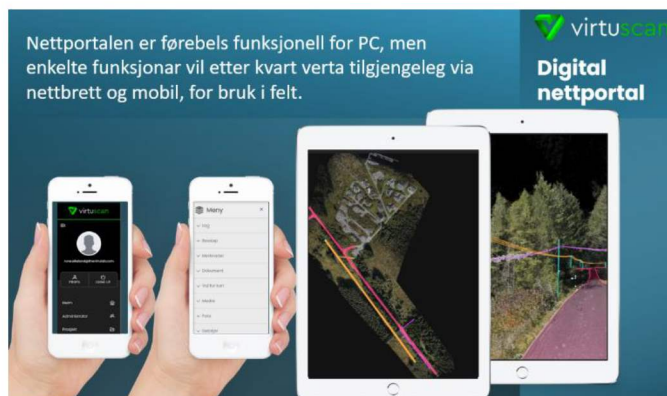 Nettportalen er førebels funksjonell for PC, men
enkelte funksjonar vil etter kvart verta tilgjengeleg via
nettbrett og mobil, for bruk i felt.
virtuscan
Digital
nettportal
virtuscan
Meny